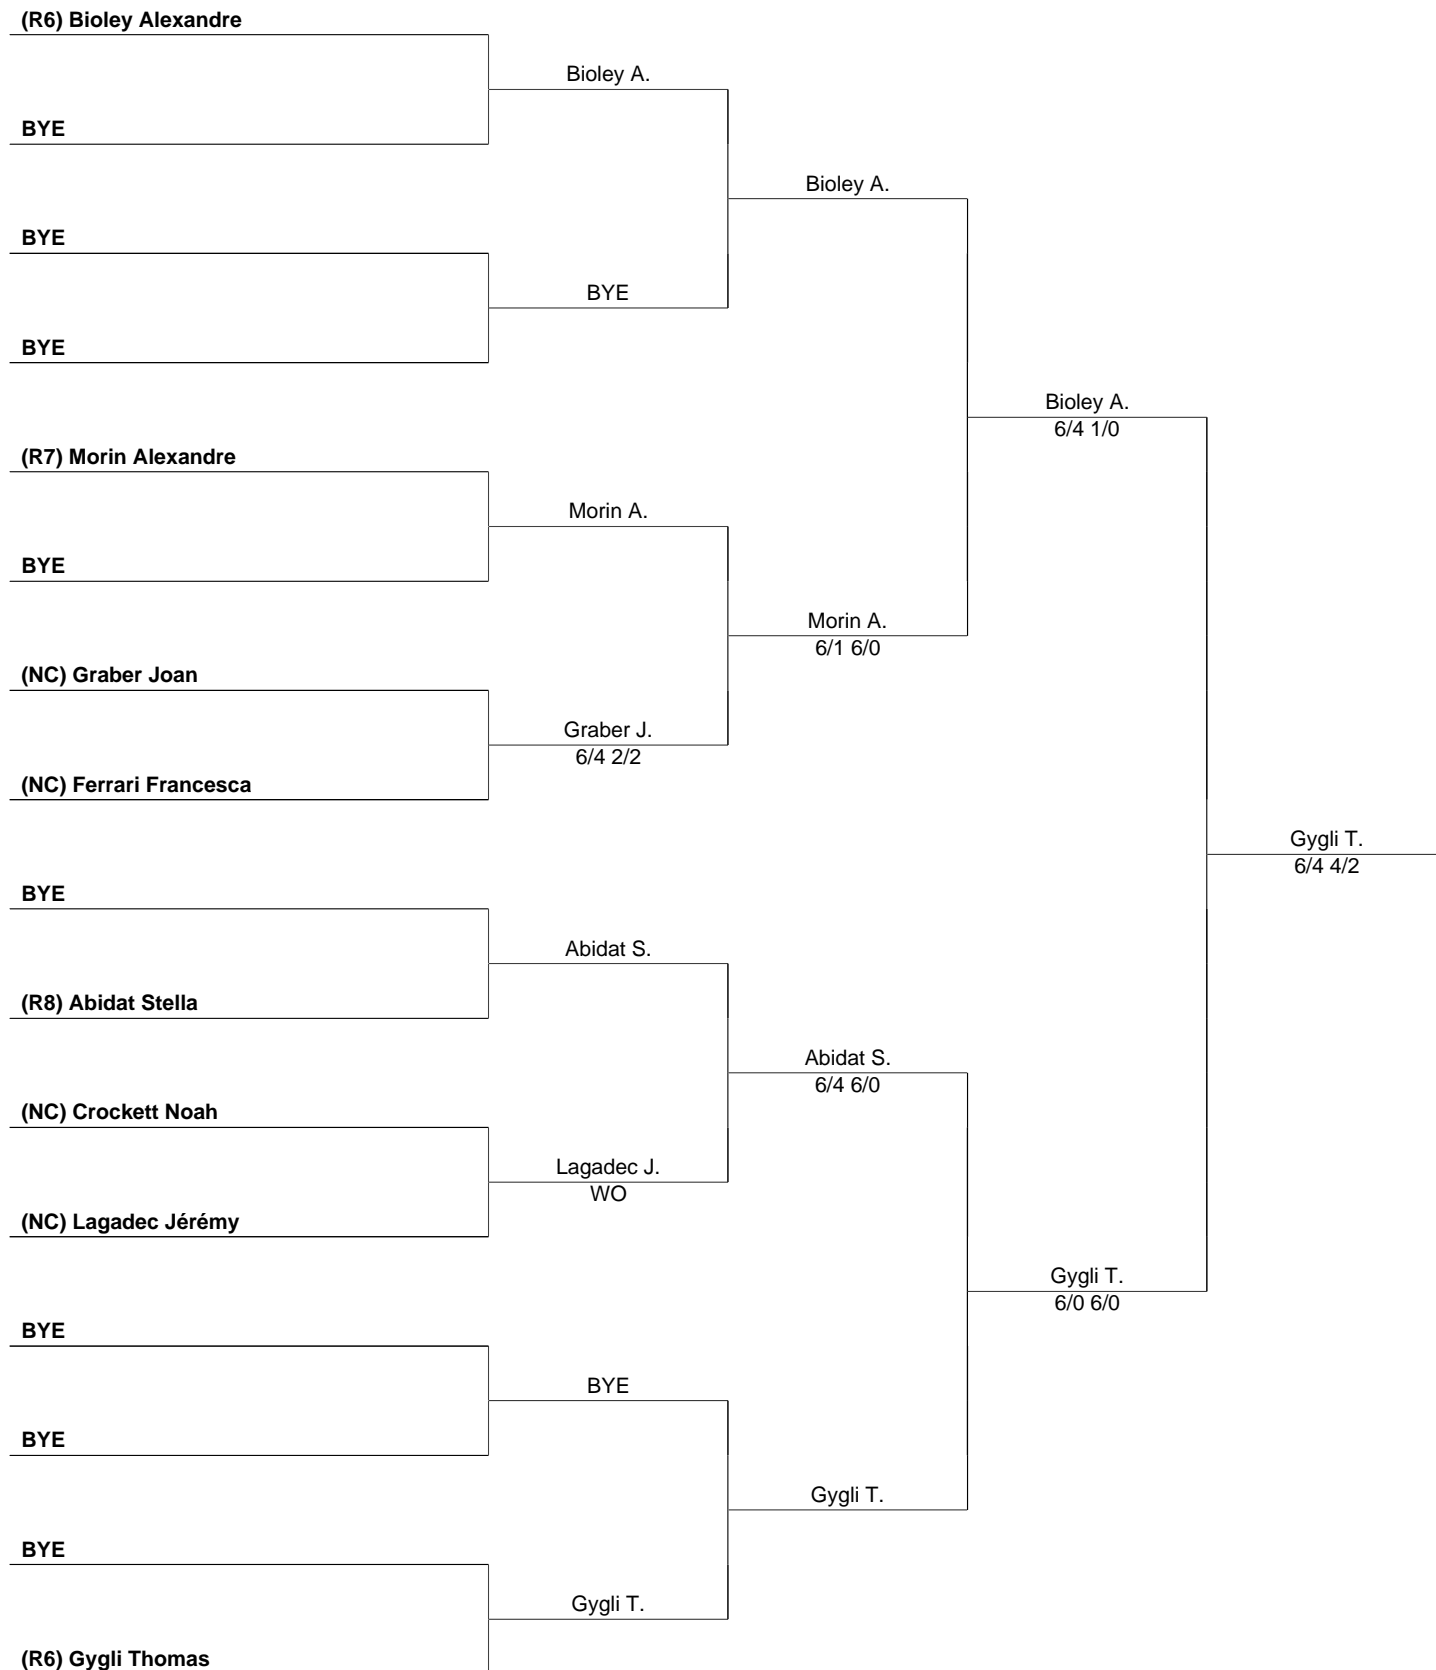 (R6) Bioley Alexandre
Bioley A.
BYE
Bioley A.
BYE
BYE
BYE
Bioley A.
6/4 1/0
(R7) Morin Alexandre
Morin A.
BYE
Morin A.
6/1 6/0
(NC) Graber Joan
Graber J.
6/4 2/2
(NC) Ferrari Francesca
Gygli T.
6/4 4/2
BYE
Abidat S.
(R8) Abidat Stella
Abidat S.
6/4 6/0
(NC) Crockett Noah
Lagadec J.
WO
(NC) Lagadec Jérémy
Gygli T.
6/0 6/0
BYE
BYE
BYE
Gygli T.
BYE
Gygli T.
(R6) Gygli Thomas